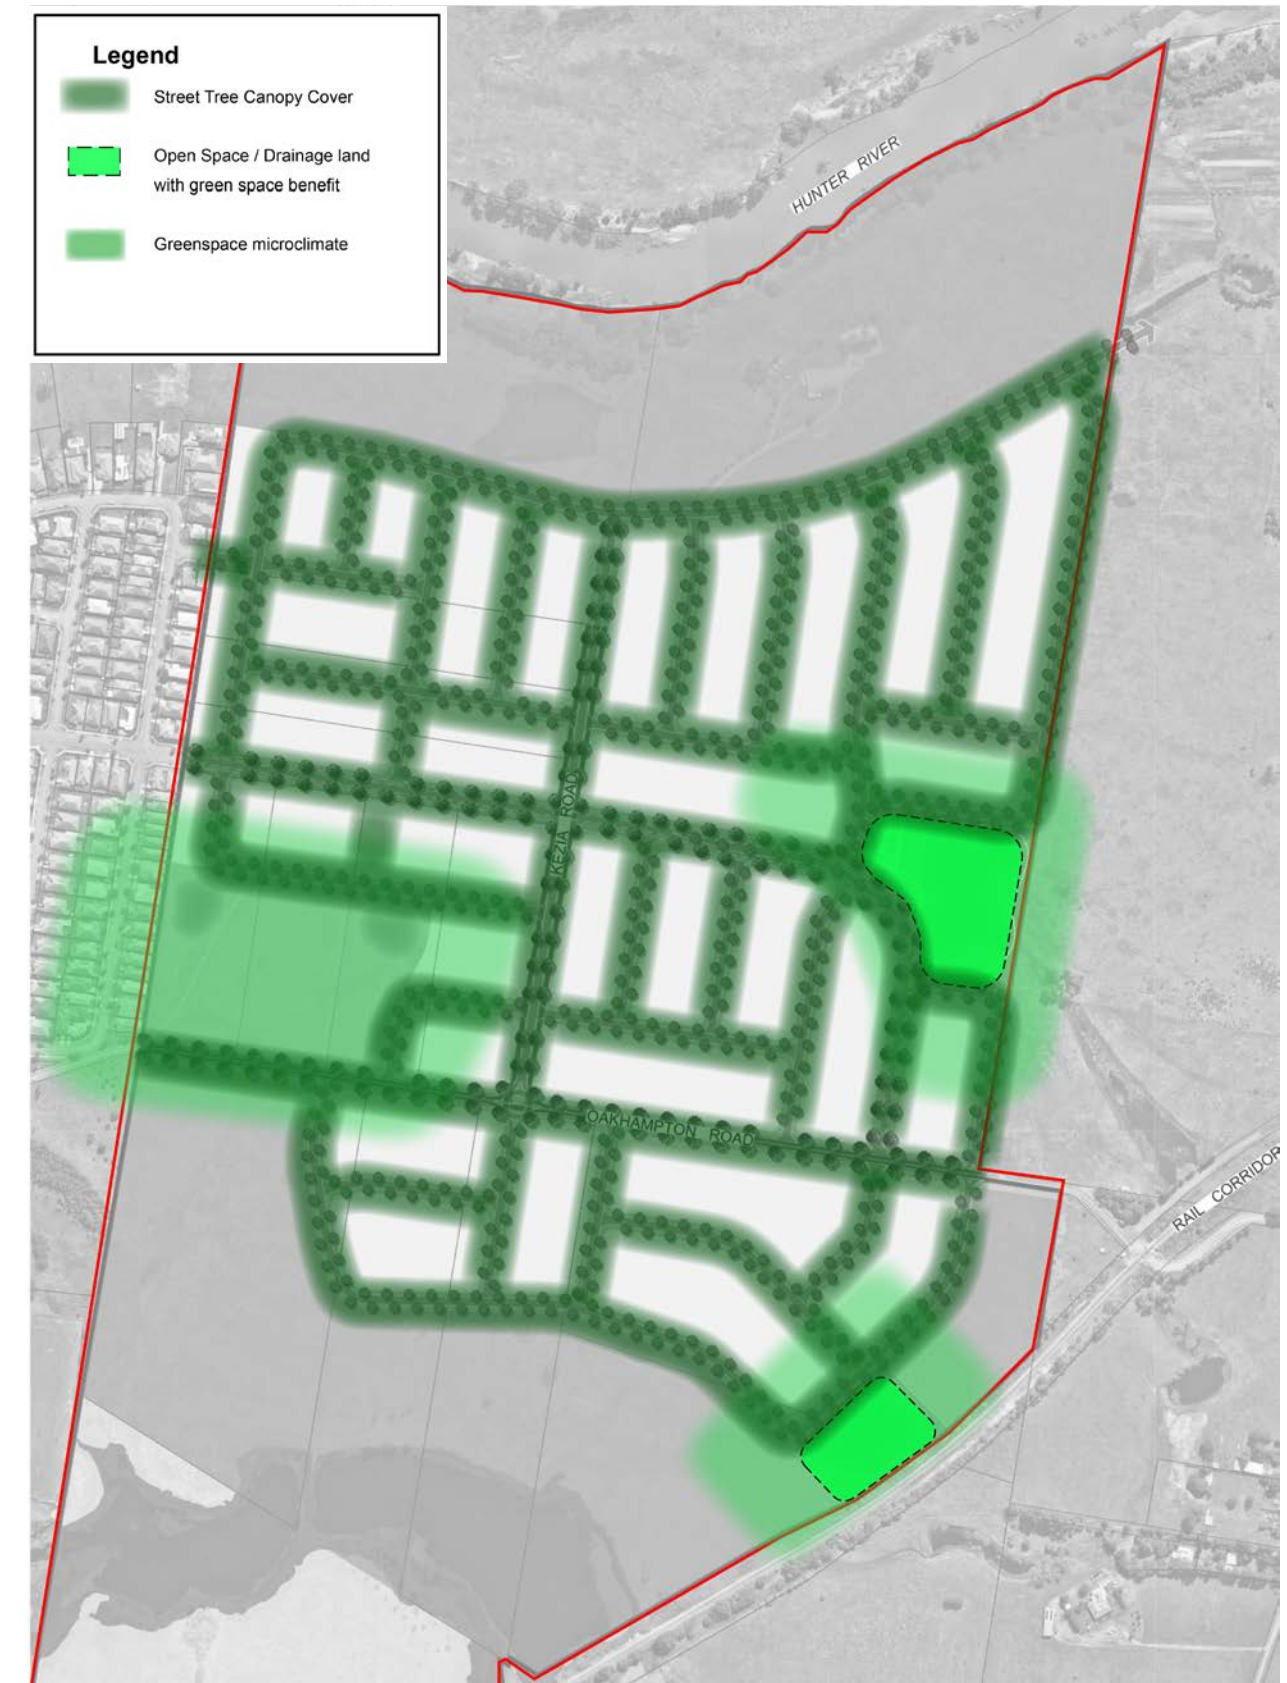 Legend
Street Tree Canopy Cover
Open Space / Drainage land
with green space benefit
Greenspace microclimate
HUNTER RIVER
KEZIA ROAD
OAKHAMPTON ROAD
RAIL CORRIDOR